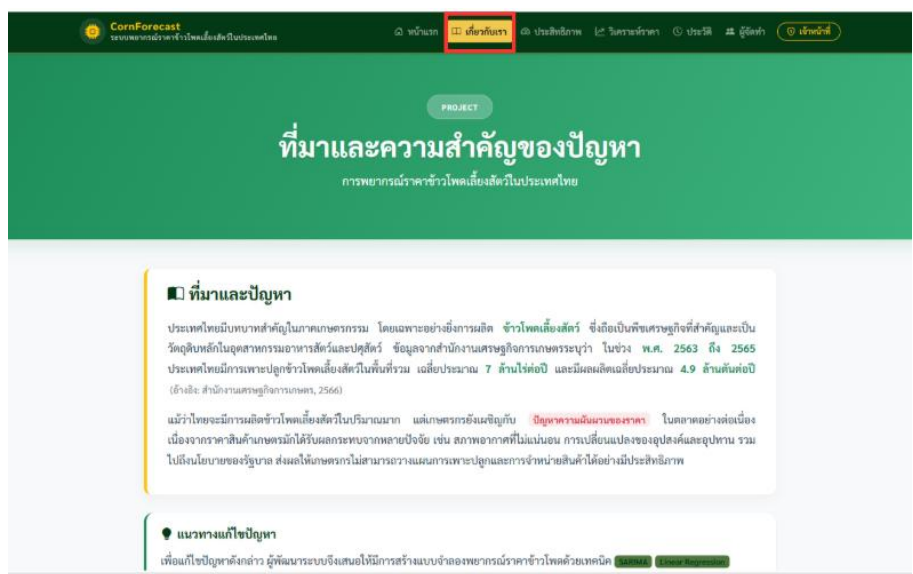 CornForecast
ระบบพยากรณ์ราคาข้าวโพดเลี้ยงสัตว์ในประเทศไทย
หน้าแรก เกี่ยวกับเรา ประสิทธิภาพ วิเคราะห์ราคา ประวัติ ผู้จัดทำ เจ้าหน้าที่
PROJECT
ที่มาและความสำคัญของปัญหา
การพยากรณ์ราคาข้าวโพดเลี้ยงสัตว์ในประเทศไทย
ที่มาและปัญหา
ประเทศไทยมีบทบาทสำคัญในภาคเกษตรกรรม โดยเฉพาะอย่างยิ่งการผลิต ข้าวโพดเลี้ยงสัตว์ ซึ่งถือเป็นพืชเศรษฐกิจที่สำคัญและเป็น
วัตถุดิบหลักในอุตสาหกรรมอาหารสัตว์และปศุสัตว์ ข้อมูลจากสำนักงานเศรษฐกิจการเกษตรระบุว่า ในช่วง พ.ศ. 2563 ถึง 2565
ประเทศไทยมีการเพาะปลูกข้าวโพดเลี้ยงสัตว์ในพื้นที่รวม เฉลี่ยประมาณ 7 ล้านไร่ต่อปี และมีผลผลิตเฉลี่ยประมาณ 4.9 ล้านตันต่อปี
(อ้างอิง: สำนักงานเศรษฐกิจการเกษตร, 2566)
แม้ว่าไทยจะมีการผลิตข้าวโพดเลี้ยงสัตว์ในปริมาณมาก แต่เกษตรกรยังเผชิญกับ ปัญหาความผันผวนของราคา ในตลาดอย่างต่อเนื่อง
เนื่องจากราคาสินค้าเกษตรมักได้รับผลกระทบจากหลายปัจจัย เช่น สภาพอากาศที่ไม่แน่นอน การเปลี่ยนแปลงของอุปสงค์และอุปทาน รวม
ไปถึงนโยบายของรัฐบาล ส่งผลให้เกษตรกรไม่สามารถวางแผนการเพาะปลูกและการจำหน่ายสินค้าได้อย่างมีประสิทธิภาพ
แนวทางแก้ไขปัญหา
เพื่อแก้ไขปัญหาดังกล่าว ผู้พัฒนาระบบจึงเสนอให้มีการสร้างแบบจำลองพยากรณ์ราคาข้าวโพดด้วยเทคนิค SARIMA Linear Regression